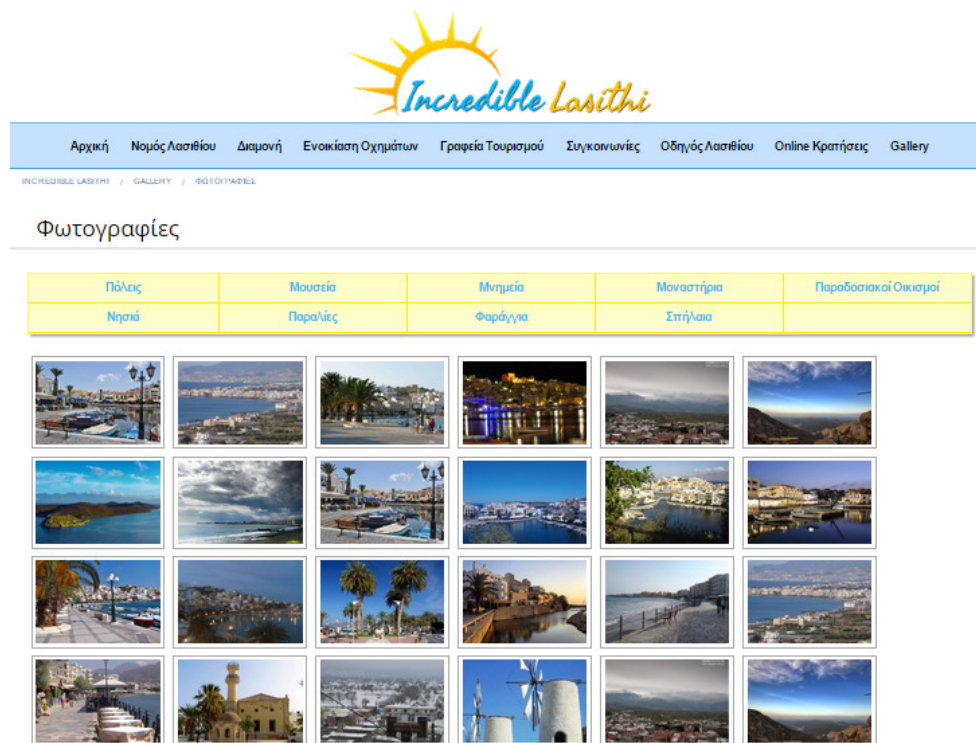 Incredible Lasithi
Αρχική Νομός Λασιθίου Διαμονή Ενοικίαση Οχημάτων Γραφεία Τουρισμού Συγκοινωνίες Οδηγός Λασιθίου Online Κρατήσεις Gallery
INCREDIBLE LASITHI / GALLERY / ΦΩΤΟΓΡΑΦΊΕΣ
Φωτογραφίες
Πόλεις Μουσεία Μνημεία Μοναστήρια Παραδοσιακοί Οικισμοί
Νησιά Παραλίες Φαράγγια Σπήλαια